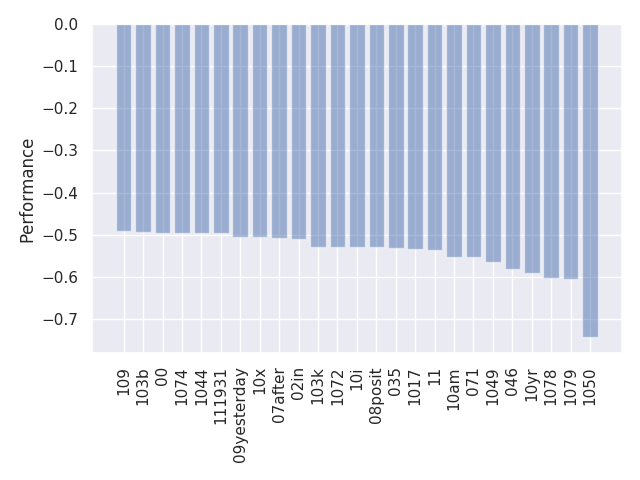 0.0
−0.1
−0.2
−0.3
−0.4
−0.5
−0.6
−0.7
Performance
109
103b
00
1074
1044
111931
09yesterday
10x
07after
02in
103k
1072
10i
08posit
035
1017
11
10am
071
1049
046
10yr
1078
1079
1050